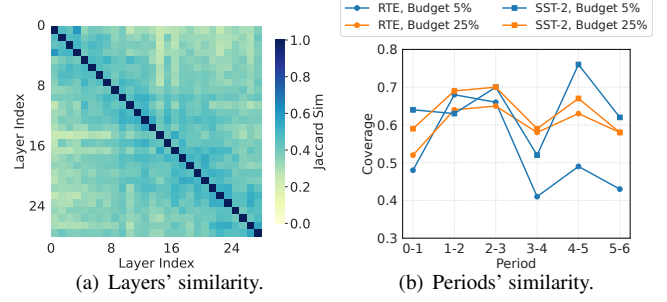 RTE, Budget 5%
SST-2, Budget 5%
RTE, Budget 25%
SST-2, Budget 25%
0
8
16
24
Layer Index
0
8
16
24
Layer Index
1.0
0.8
0.6
0.4
0.2
0.0
Jaccard Sim
0.8
0.7
0.6
0.5
0.4
0.3
Coverage
0-1
1-2
2-3
3-4
4-5
5-6
Period
(a) Layers' similarity.
(b) Periods' similarity.